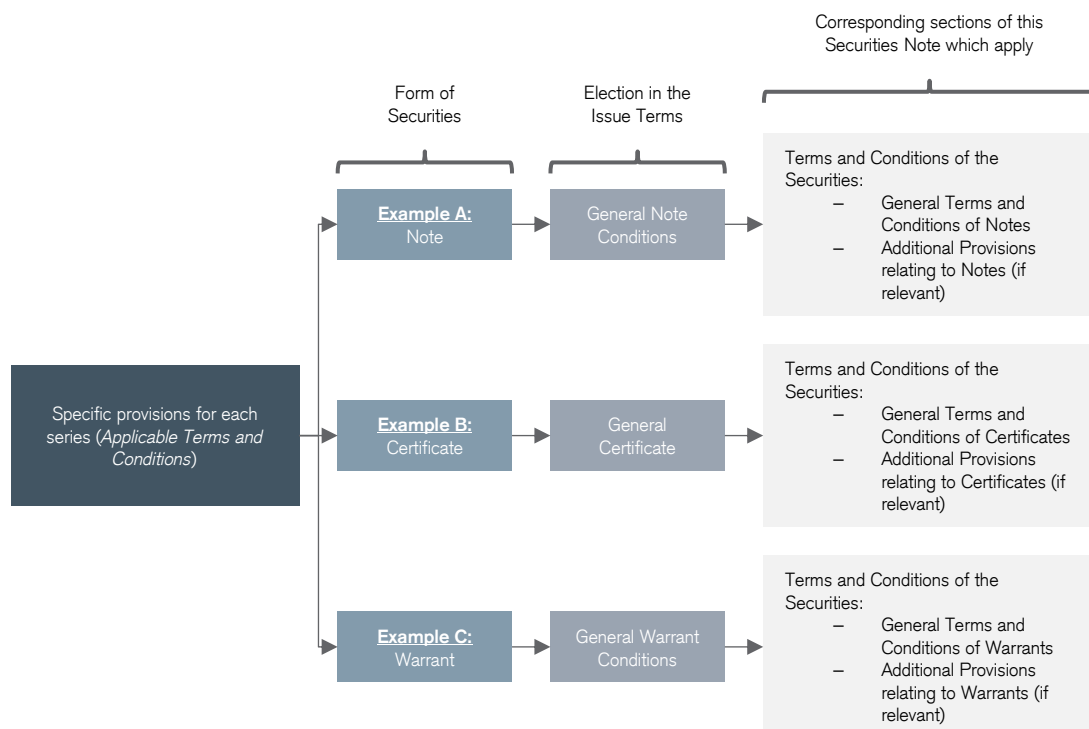 Corresponding sections of this
Securities Note which apply
Form of
Securities
Election in the
Issue Terms
Terms and Conditions of the
Securities:
– General Terms and
Conditions of Notes
– Additional Provisions
relating to Notes (if
relevant)
Example A:
Note
General Note
Conditions
Specific provisions for each
series (Applicable Terms and
Conditions)
Example B:
Certificate
General
Certificate
Terms and Conditions of the
Securities:
– General Terms and
Conditions of Certificates
– Additional Provisions
relating to Certificates (if
relevant)
Example C:
Warrant
General Warrant
Conditions
Terms and Conditions of the
Securities:
– General Terms and
Conditions of Warrants
– Additional Provisions
relating to Warrants (if
relevant)